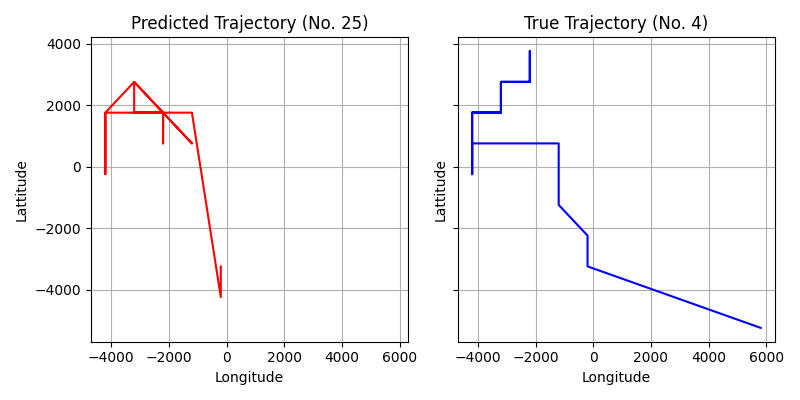 Predicted Trajectory (No. 25)
True Trajectory (No. 4)
4000
2000
0
−2000
−4000
Lattitude
Lattitude
−4000 −2000 0 2000 4000 6000
−4000 −2000 0 2000 4000 6000
Longitude
Longitude